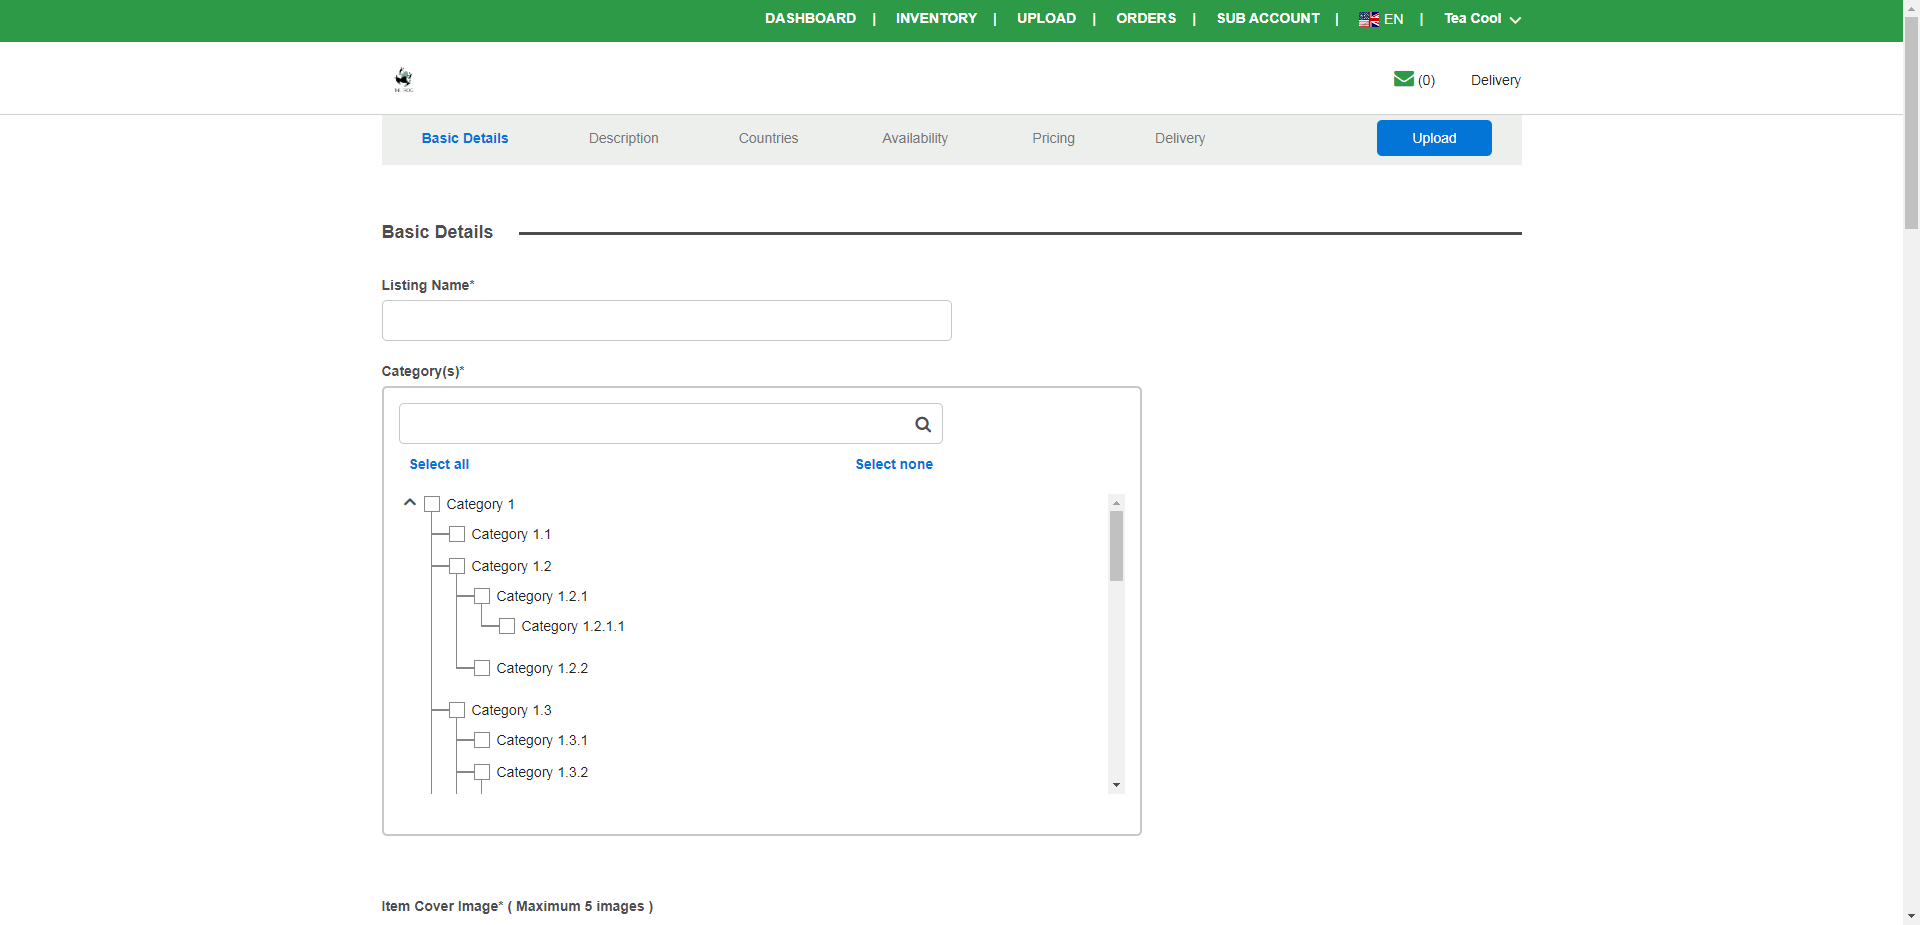 DASHBOARD | INVENTORY | UPLOAD | ORDERS | SUB ACCOUNT | EN | Tea Cool
(0) Delivery
Basic Details Description Countries Availability Pricing Delivery Upload
Basic Details
Listing Name*
Category(s)*
Select all Select none
Category 1
Category 1.1
Category 1.2
Category 1.2.1
Category 1.2.1.1
Category 1.2.2
Category 1.3
Category 1.3.1
Category 1.3.2
Item Cover Image* ( Maximum 5 images )